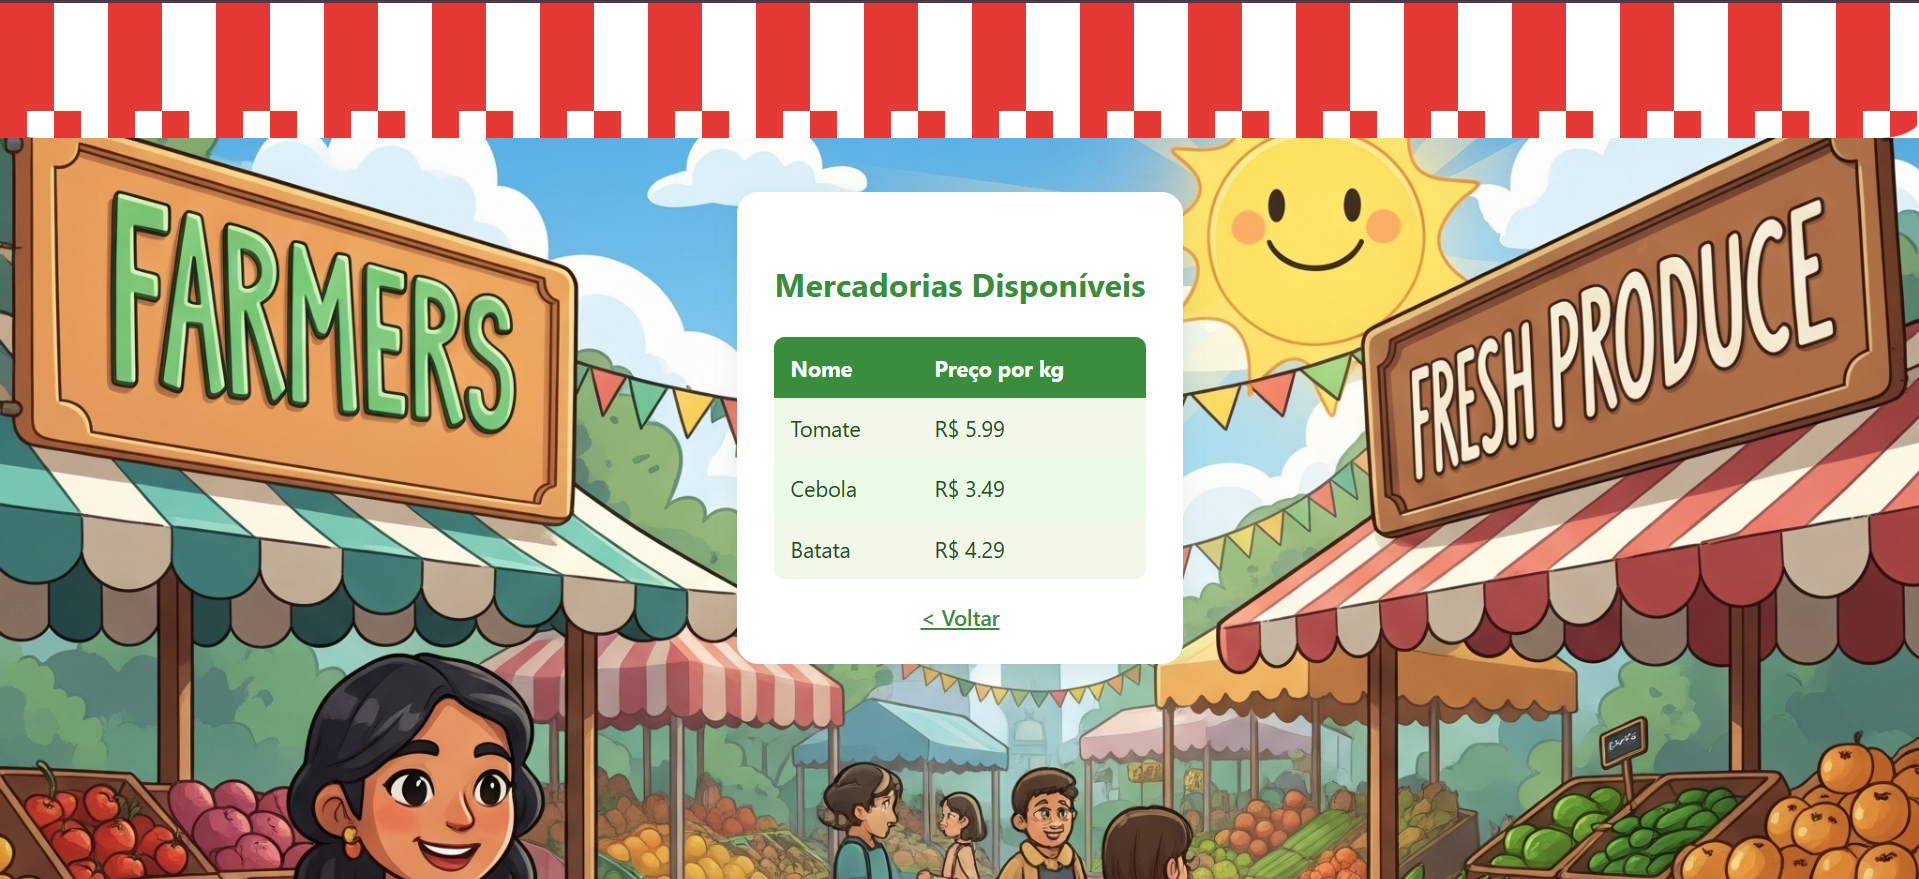 FARMERS
FRESH PRODUCE
Mercadorias Disponíveis
Nome Preço por kg
Tomate R$ 5.99
Cebola R$ 3.49
Batata R$ 4.29
< Voltar